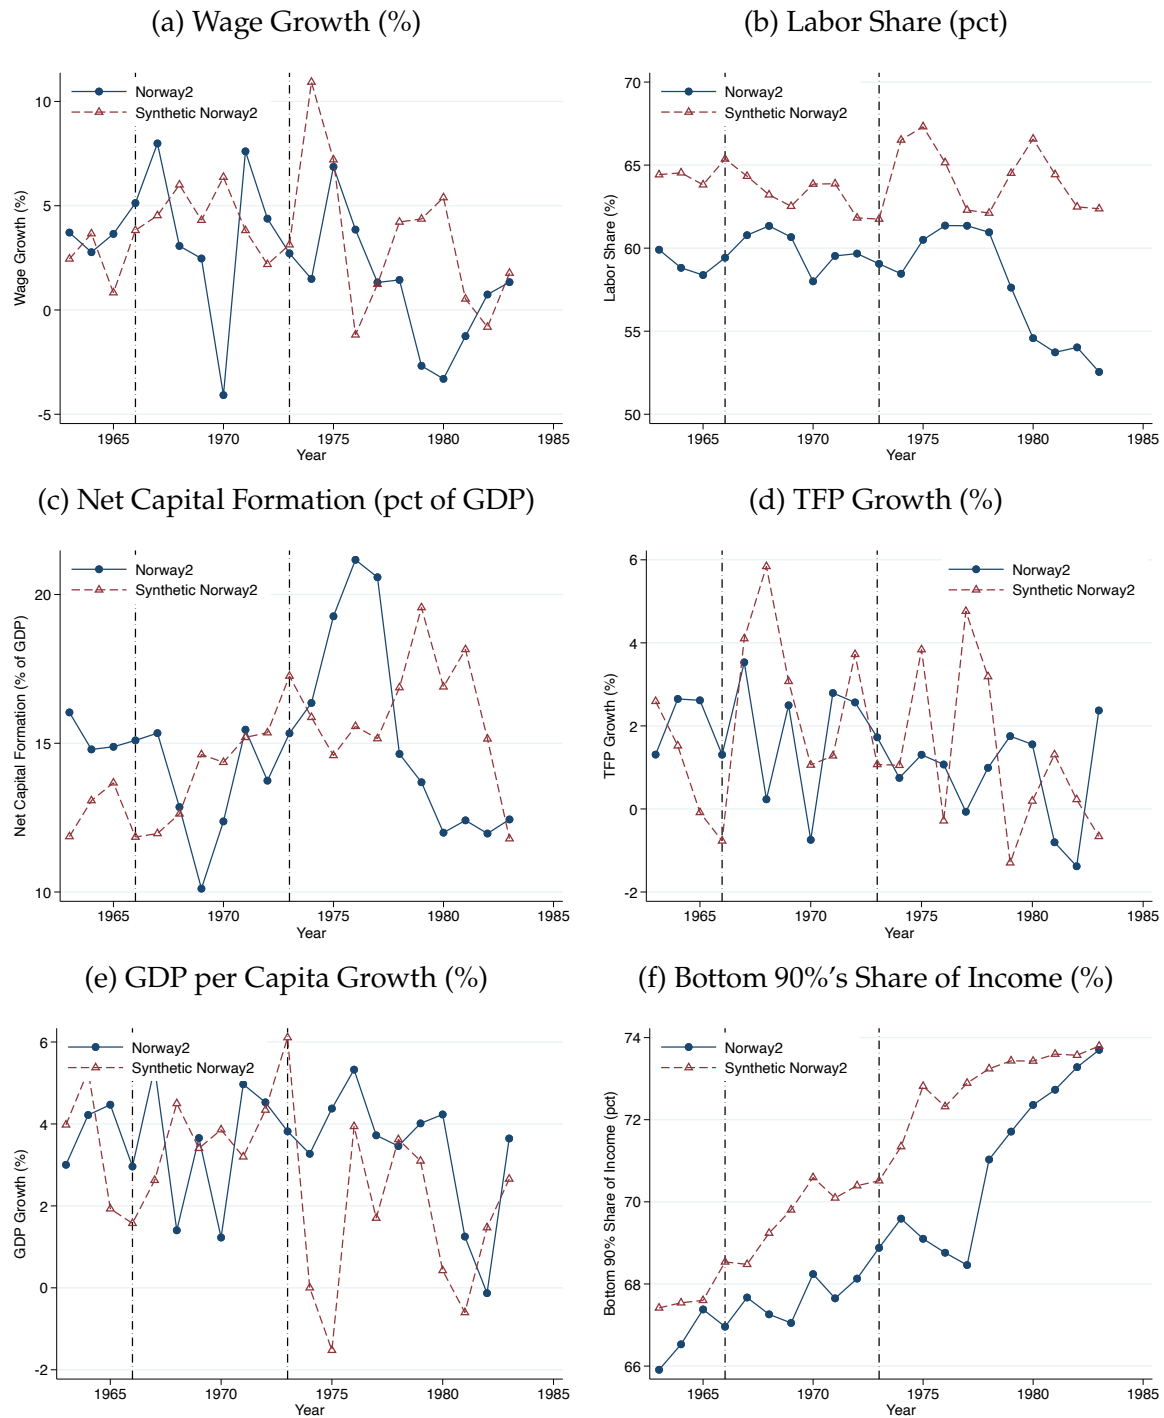 (a) Wage Growth (%)
Norway2
Synthetic Norway2
Wage Growth (%)
10
5
0
-5
1965 1970 1975 1980 1985
Year
(b) Labor Share (pct)
Norway2
Synthetic Norway2
Labor Share (%)
70
65
60
55
50
1965 1970 1975 1980 1985
Year
(c) Net Capital Formation (pct of GDP)
Norway2
Synthetic Norway2
Net Capital Formation (% of GDP)
20
15
10
1965 1970 1975 1980 1985
Year
(d) TFP Growth (%)
Norway2
Synthetic Norway2
TFP Growth (%)
6
4
2
0
-2
1965 1970 1975 1980 1985
Year
(e) GDP per Capita Growth (%)
Norway2
Synthetic Norway2
GDP Growth (%)
6
4
2
0
-2
1965 1970 1975 1980 1985
Year
(f) Bottom 90%’s Share of Income (%)
Norway2
Synthetic Norway2
Bottom 90% Share of Income (pct)
74
72
70
68
66
1965 1970 1975 1980 1985
Year